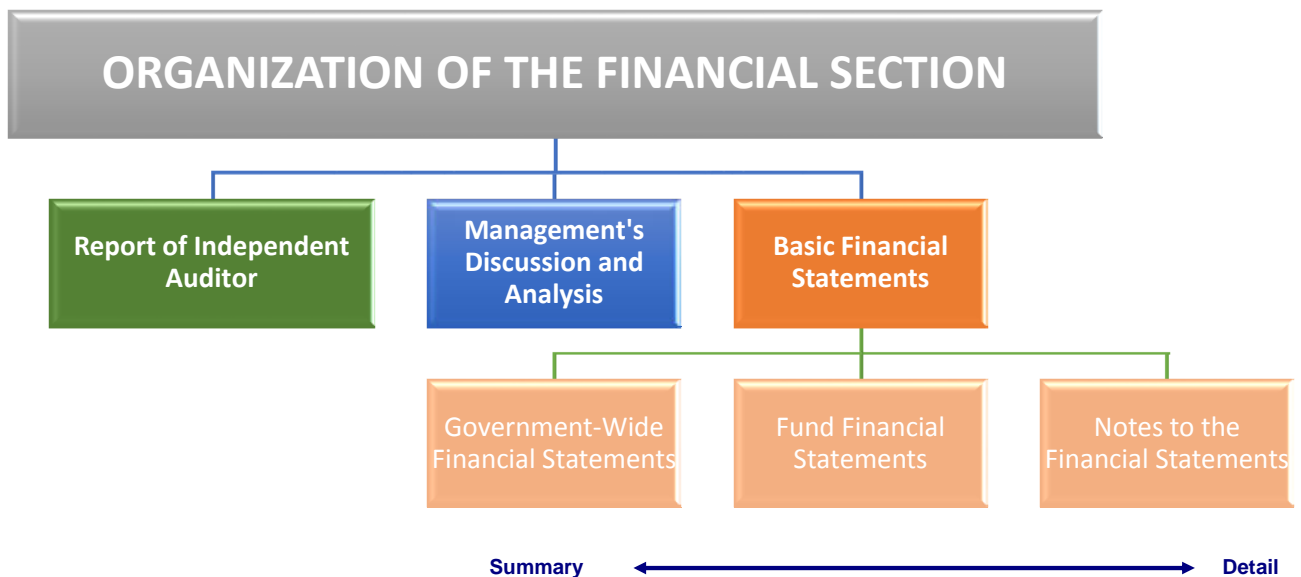 ORGANIZATION OF THE FINANCIAL SECTION
Report of Independent
Auditor
Management's
Discussion and
Analysis
Basic Financial
Statements
Government-Wide
Financial Statements
Fund Financial
Statements
Notes to the
Financial Statements
Summary
Detail